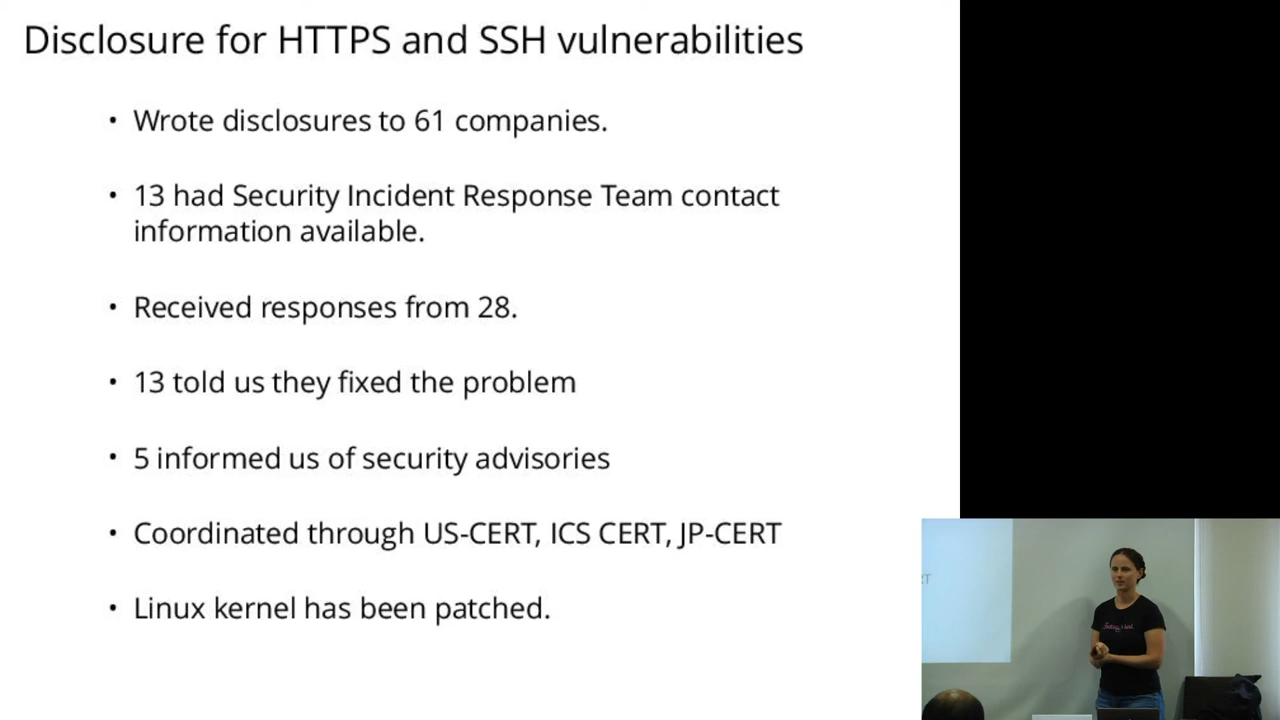 Disclosure for HTTPS and SSH vulnerabilities
• Wrote disclosures to 61 companies.
• 13 had Security Incident Response Team contact
information available.
• Received responses from 28.
• 13 told us they fixed the problem
• 5 informed us of security advisories
• Coordinated through US-CERT, ICS CERT, JP-CERT
• Linux kernel has been patched.